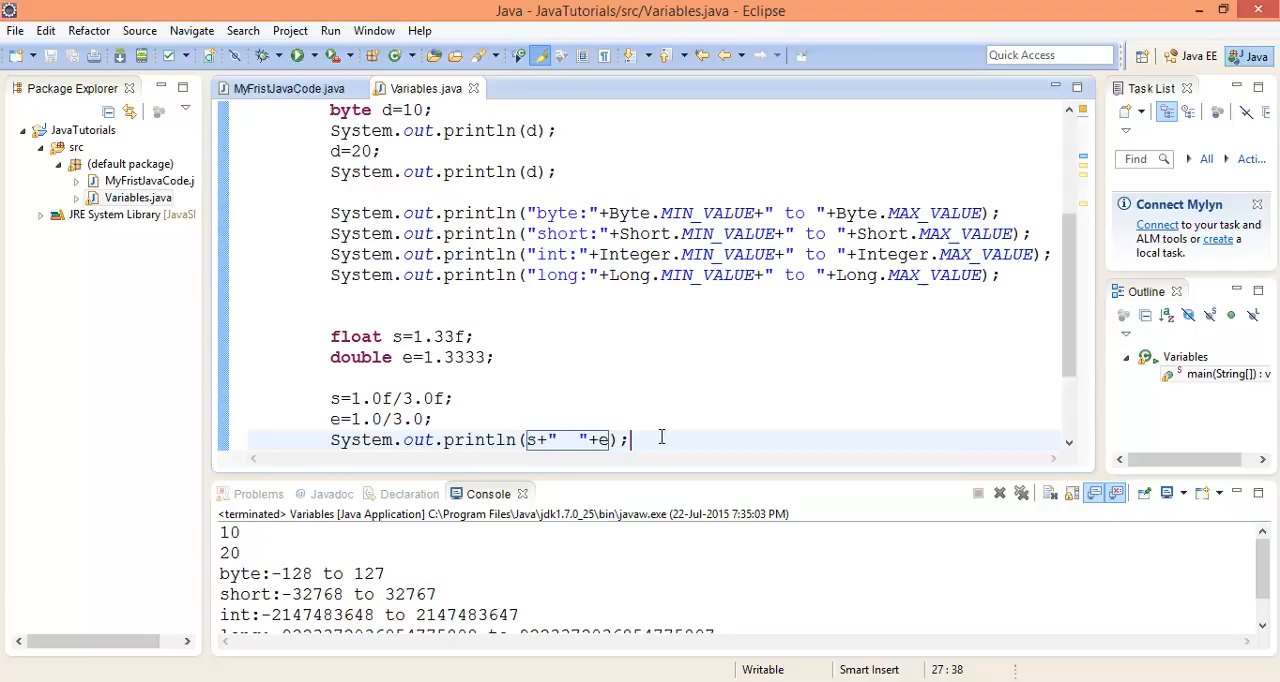 Java - JavaTutorials/src/Variables.java - Eclipse
File Edit Refactor Source Navigate Search Project Run Window Help
Quick Access
Java EE
Java
Package Explorer
JavaTutorials
src
(default package)
MyFristJavaCode.j
Variables.java
JRE System Library [JavaS
MyFristJavaCode.java
Variables.java
byte d=10;
System.out.println(d);
d=20;
System.out.println(d);
System.out.println("byte:"+Byte.MIN_VALUE+" to "+Byte.MAX_VALUE);
System.out.println("short:"+Short.MIN_VALUE+" to "+Short.MAX_VALUE);
System.out.println("int:"+Integer.MIN_VALUE+" to "+Integer.MAX_VALUE);
System.out.println("long:"+Long.MIN_VALUE+" to "+Long.MAX_VALUE);
float s=1.33f;
double e=1.3333;
s=1.0f/3.0f;
e=1.0/3.0;
System.out.println(s+"  "+e);
Task List
Find
All
Acti...
Connect Mylyn
Connect to your task and
ALM tools or create a
local task.
Outline
Variables
main(String[]) : v
Problems
Javadoc
Declaration
Console
<terminated> Variables [Java Application] C:\Program Files\Java\jdk1.7.0_25\bin\javaw.exe (22-Jul-2015 7:35:03 PM)
10
20
byte:-128 to 127
short:-32768 to 32767
int:-2147483648 to 2147483647
long:-9223372036854775808 to 9223372036854775807
Writable
Smart Insert
27 : 38